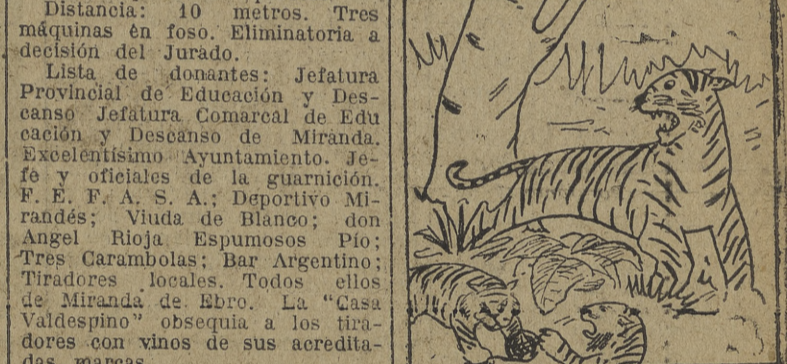 Distancia: 10 metros. Tres
máquinas en foso. Eliminatoria a
decisión del Jurado.
Lista de donantes: Jefatura
Provincial de Educación y Des-
canso Jefatura Comarcal de Edu
cación y Descanso de Miranda.
Excelentísimo Ayuntamiento. Je-
fe y oficiales de la guarnición.
F. E. F. A. S. A.; Deportivo Mi-
randés; Viuda de Blanco; don
Angel Rioja Espumosos Pío;
Tres Carambolas; Bar Argentino;
Tiradores locales. Todos ellos
de Miranda de Ebro. La "Casa
Valdespino" obsequia a los tira-
dores con vinos de sus acredita-
das marcas